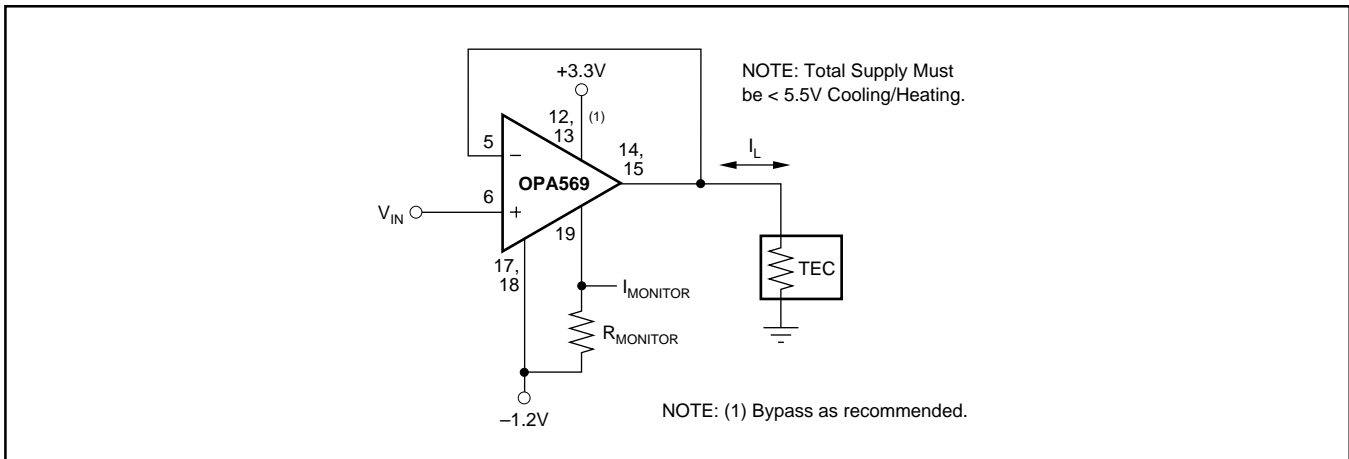 +3.3V
NOTE: Total Supply Must
be < 5.5V Cooling/Heating.
12,
13
(1)
5
−
14,
15
I_L
OPA569
6
+
V_IN
19
TEC
17,
18
I_MONITOR
R_MONITOR
–1.2V
NOTE: (1) Bypass as recommended.